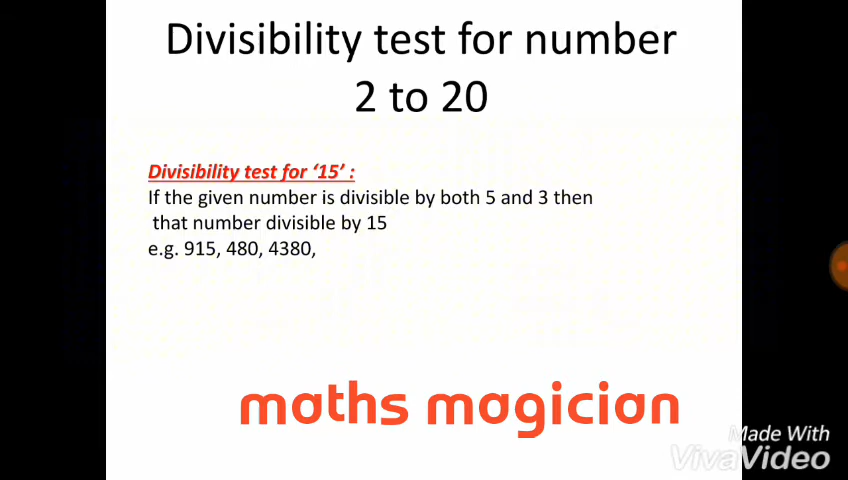 Divisibility test for number
2 to 20
Divisibility test for ‘15’ :
If the given number is divisible by both 5 and 3 then
that number divisible by 15
e.g. 915, 480, 4380,
maths magician
Made With
VivaVideo